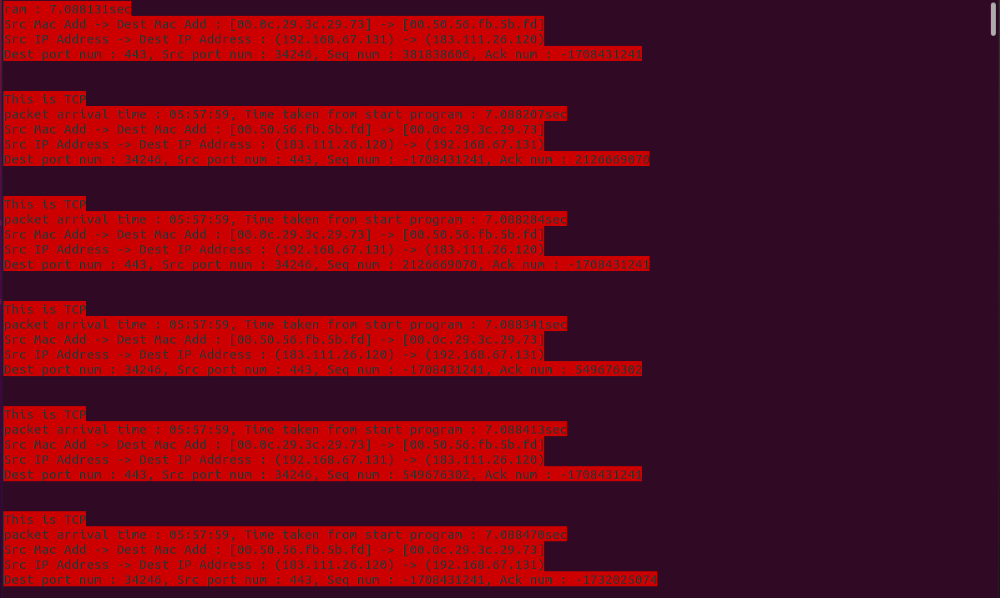 ram : 7.088131sec
Src Mac Add -> Dest Mac Add : [00.0c.29.3c.29.73]  -> [00.50.56.fb.5b.fd]
Src IP Address -> Dest IP Address : (192.168.67.131) -> (183.111.26.120)
Dest port num : 443, Src port num : 34246, Seq num : 381838606, Ack num : -1708431241
This is TCP
packet arrival time : 05:57:59, Time taken from start program : 7.088207sec
Src Mac Add -> Dest Mac Add : [00.50.56.fb.5b.fd]  -> [00.0c.29.3c.29.73]
Src IP Address -> Dest IP Address : (183.111.26.120) -> (192.168.67.131)
Dest port num : 34246, Src port num : 443, Seq num : -1708431241, Ack num : 2126669070
This is TCP
packet arrival time : 05:57:59, Time taken from start program : 7.088284sec
Src Mac Add -> Dest Mac Add : [00.0c.29.3c.29.73]  -> [00.50.56.fb.5b.fd]
Src IP Address -> Dest IP Address : (192.168.67.131) -> (183.111.26.120)
Dest port num : 443, Src port num : 34246, Seq num : 2126669070, Ack num : -1708431241
This is TCP
packet arrival time : 05:57:59, Time taken from start program : 7.088341sec
Src Mac Add -> Dest Mac Add : [00.50.56.fb.5b.fd]  -> [00.0c.29.3c.29.73]
Src IP Address -> Dest IP Address : (183.111.26.120) -> (192.168.67.131)
Dest port num : 34246, Src port num : 443, Seq num : -1708431241, Ack num : 549676302
This is TCP
packet arrival time : 05:57:59, Time taken from start program : 7.088413sec
Src Mac Add -> Dest Mac Add : [00.0c.29.3c.29.73]  -> [00.50.56.fb.5b.fd]
Src IP Address -> Dest IP Address : (192.168.67.131) -> (183.111.26.120)
Dest port num : 443, Src port num : 34246, Seq num : 549676302, Ack num : -1708431241
This is TCP
packet arrival time : 05:57:59, Time taken from start program : 7.088470sec
Src Mac Add -> Dest Mac Add : [00.50.56.fb.5b.fd]  -> [00.0c.29.3c.29.73]
Src IP Address -> Dest IP Address : (183.111.26.120) -> (192.168.67.131)
Dest port num : 34246, Src port num : 443, Seq num : -1708431241, Ack num : -1732025074